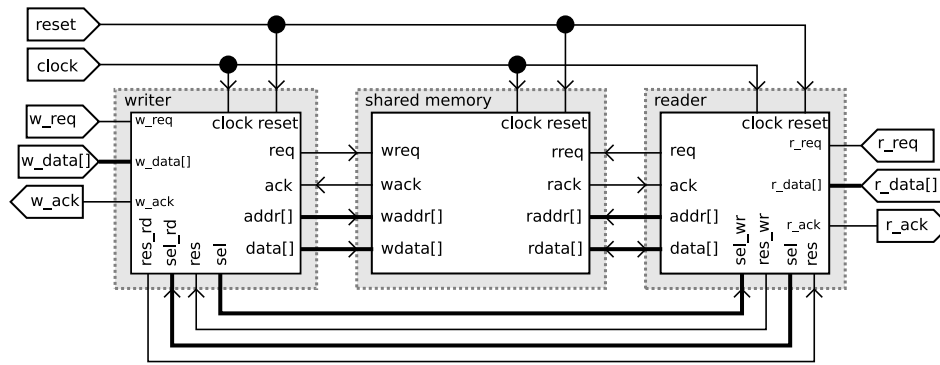 reset
clock
writer
shared memory
reader
w_req
w_data[]
w_ack
w_req
w_data[]
w_ack
clock reset
req
ack
addr[]
data[]
res_rd
sel_rd
res
sel
clock reset
wreq
wack
waddr[]
wdata[]
rreq
rack
raddr[]
rdata[]
clock reset
req
ack
addr[]
data[]
r_req
r_data[]
r_ack
sel_wr
res_wr
sel
res
r_req
r_data[]
r_ack